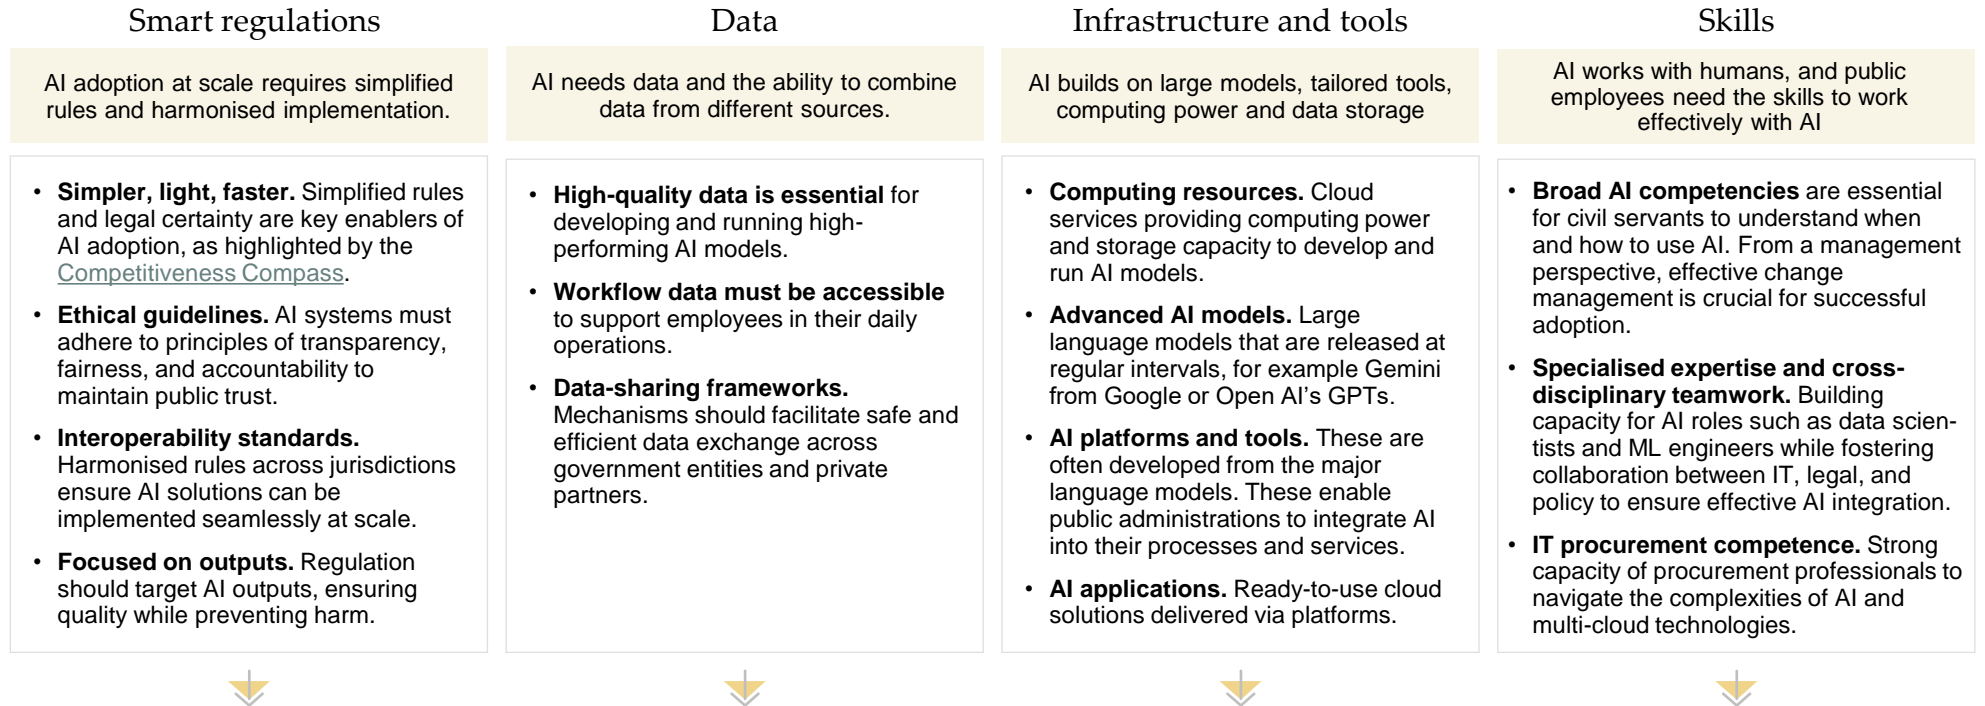 Smart regulations
AI adoption at scale requires simplified
rules and harmonised implementation.
• Simpler, light, faster. Simplified rules
and legal certainty are key enablers of
AI adoption, as highlighted by the
Competitiveness Compass.
• Ethical guidelines. AI systems must
adhere to principles of transparency,
fairness, and accountability to
maintain public trust.
• Interoperability standards.
Harmonised rules across jurisdictions
ensure AI solutions can be
implemented seamlessly at scale.
• Focused on outputs. Regulation
should target AI outputs, ensuring
quality while preventing harm.
Data
AI needs data and the ability to combine
data from different sources.
• High-quality data is essential for
developing and running high-
performing AI models.
• Workflow data must be accessible
to support employees in their daily
operations.
• Data-sharing frameworks.
Mechanisms should facilitate safe and
efficient data exchange across
government entities and private
partners.
Infrastructure and tools
AI builds on large models, tailored tools,
computing power and data storage
• Computing resources. Cloud
services providing computing power
and storage capacity to develop and
run AI models.
• Advanced AI models. Large
language models that are released at
regular intervals, for example Gemini
from Google or Open AI’s GPTs.
• AI platforms and tools. These are
often developed from the major
language models. These enable
public administrations to integrate AI
into their processes and services.
• AI applications. Ready-to-use cloud
solutions delivered via platforms.
Skills
AI works with humans, and public
employees need the skills to work
effectively with AI
• Broad AI competencies are essential
for civil servants to understand when
and how to use AI. From a management
perspective, effective change
management is crucial for successful
adoption.
• Specialised expertise and cross-
disciplinary teamwork. Building
capacity for AI roles such as data scien-
tists and ML engineers while fostering
collaboration between IT, legal, and
policy to ensure effective AI integration.
• IT procurement competence. Strong
capacity of procurement professionals to
navigate the complexities of AI and
multi-cloud technologies.